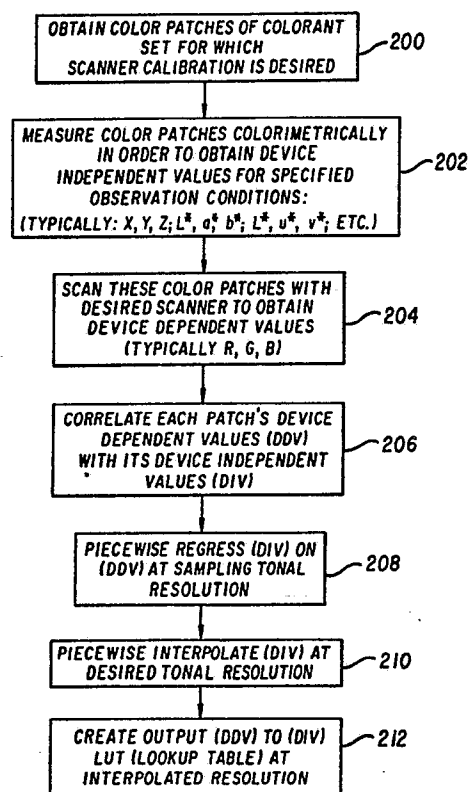 OBTAIN COLOR PATCHES OF COLORANT
SET FOR WHICH
SCANNER CALIBRATION IS DESIRED
200
MEASURE COLOR PATCHES COLORIMETRICALLY
IN ORDER TO OBTAIN DEVICE
INDEPENDENT VALUES FOR SPECIFIED
OBSERVATION CONDITIONS:
(TYPICALLY: X, Y, Z; L*, a*, b*; L*, u*, v*; ETC.)
202
SCAN THESE COLOR PATCHES WITH
DESIRED SCANNER TO OBTAIN
DEVICE DEPENDENT VALUES
(TYPICALLY R, G, B)
204
CORRELATE EACH PATCH'S DEVICE
DEPENDENT VALUES (DDV)
WITH ITS DEVICE INDEPENDENT
VALUES (DIV)
206
PIECEWISE REGRESS (DIV) ON
(DDV) AT SAMPLING TONAL
RESOLUTION
208
PIECEWISE INTERPOLATE (DIV) AT
DESIRED TONAL RESOLUTION
210
CREATE OUTPUT (DDV) TO (DIV)
LUT (LOOKUP TABLE) AT
INTERPOLATED RESOLUTION
212